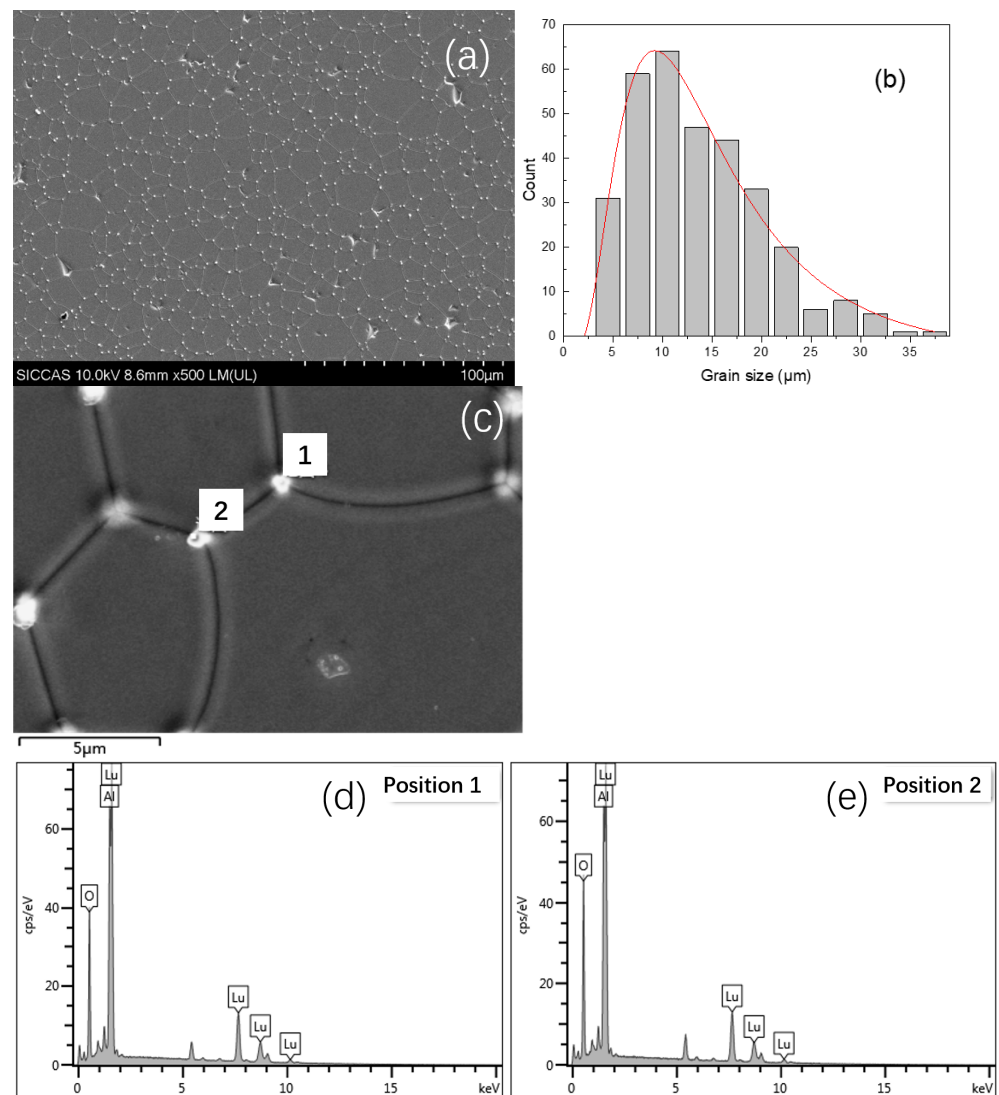 (a)
SICCAS 10.0kV 8.6mm x500 LM(UL) 100μm
(b)
70
60
50
40
30
20
10
0
Count
0 5 10 15 20 25 30 35
Grain size (μm)
(c)
1
2
5μm
(d)
Position 1
Lu
Al
O
Lu
Lu
Lu
60
40
20
0
cps/eV
0 5 10 15 keV
(e)
Position 2
Lu
Al
O
Lu
Lu
Lu
60
40
20
0
cps/eV
0 5 10 15 keV